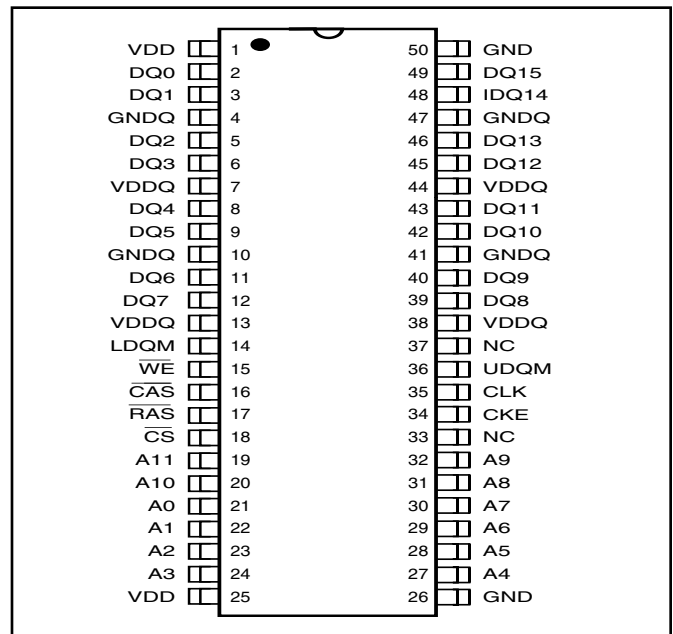 VDD 1 50 GND
DQ0 2 49 DQ15
DQ1 3 48 IDQ14
GNDQ 4 47 GNDQ
DQ2 5 46 DQ13
DQ3 6 45 DQ12
VDDQ 7 44 VDDQ
DQ4 8 43 DQ11
DQ5 9 42 DQ10
GNDQ 10 41 GNDQ
DQ6 11 40 DQ9
DQ7 12 39 DQ8
VDDQ 13 38 VDDQ
LDQM 14 37 NC
W̅E̅ 15 36 UDQM
C̅A̅S̅ 16 35 CLK
R̅A̅S̅ 17 34 CKE
C̅S̅ 18 33 NC
A11 19 32 A9
A10 20 31 A8
A0 21 30 A7
A1 22 29 A6
A2 23 28 A5
A3 24 27 A4
VDD 25 26 GND